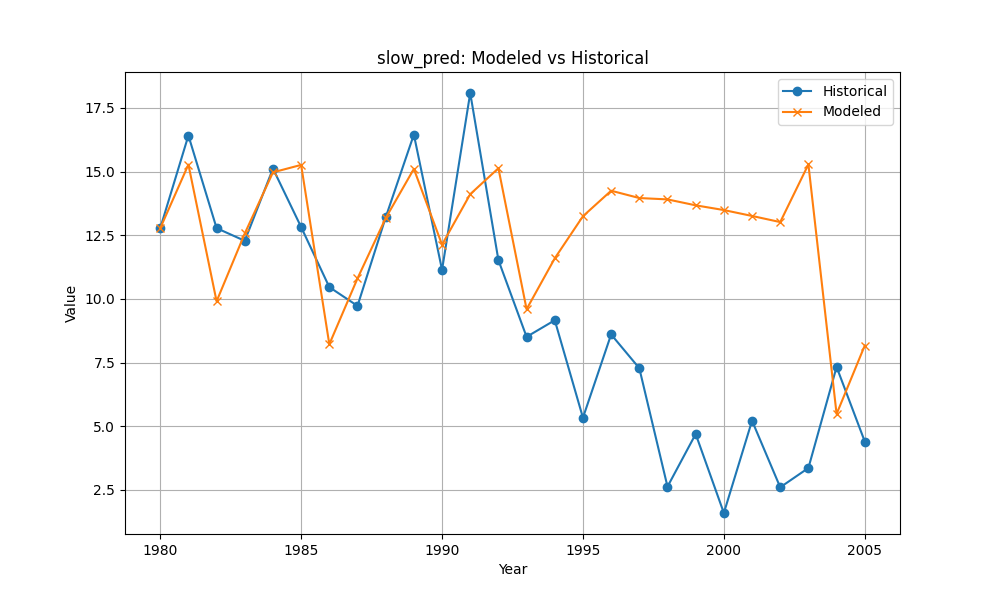 slow_pred: Modeled vs Historical
Historical
Modeled
Value
17.5
15.0
12.5
10.0
7.5
5.0
2.5
1980 1985 1990 1995 2000 2005
Year